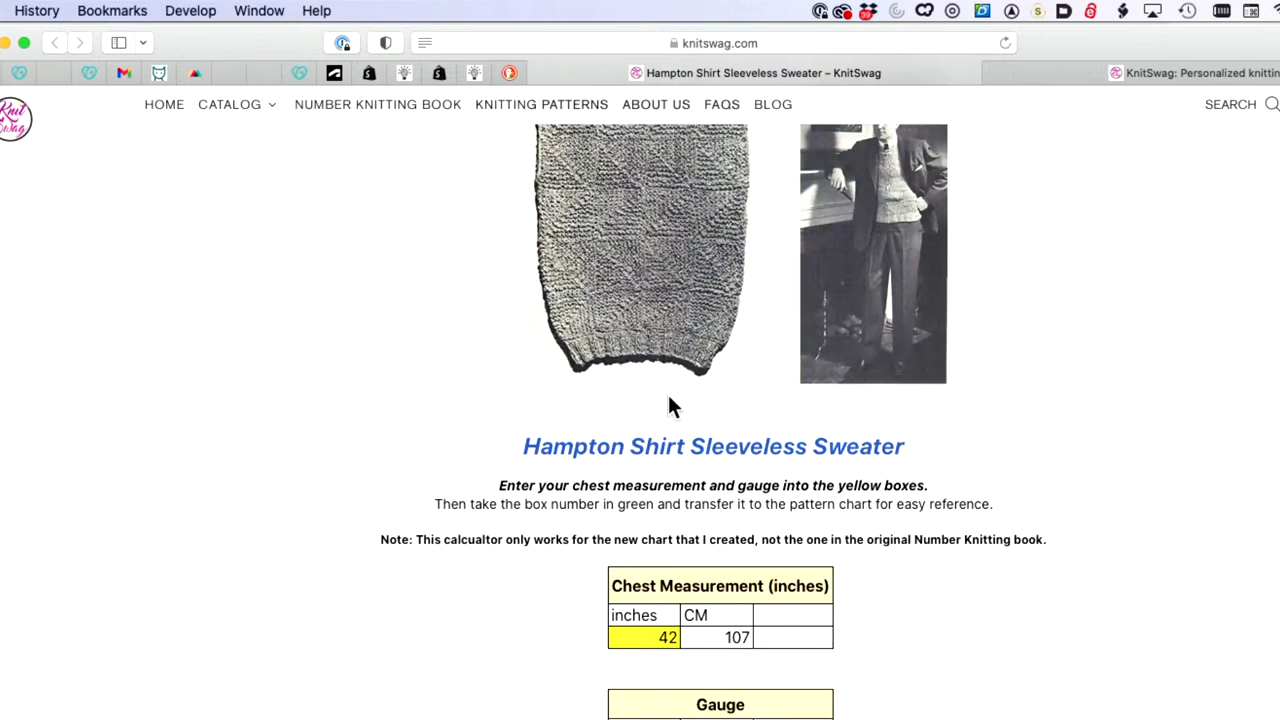 History Bookmarks Develop Window Help
knitswag.com
Hampton Shirt Sleeveless Sweater – KnitSwag
KnitSwag: Personalized knittin
Knit Swag
HOME CATALOG NUMBER KNITTING BOOK KNITTING PATTERNS ABOUT US FAQS BLOG SEARCH
Hampton Shirt Sleeveless Sweater
Enter your chest measurement and gauge into the yellow boxes.
Then take the box number in green and transfer it to the pattern chart for easy reference.
Note: This calcualtor only works for the new chart that I created, not the one in the original Number Knitting book.
Chest Measurement (inches)
inches CM
42 107
Gauge